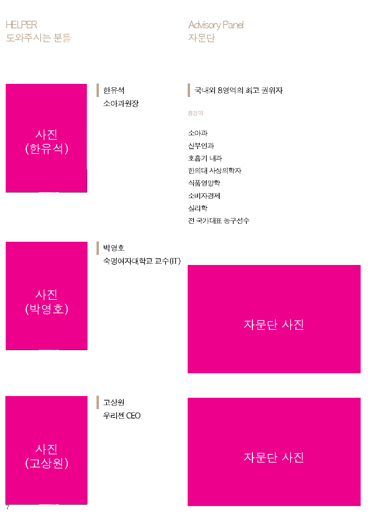 HELPER
도와주시는 분들
사진
(한유석)
한유석
소아과원장
사진
(박영호)
박영호
숙명여자대학교 교수(IT)
사진
(고상원)
고상원
우리젠 CEO
Advisory Panel
자문단
국내외 8영역의 최고 권위자
8영역
소아과
산부인과
호흡기 내과
한의대 사상의학자
식품영양학
소비자경제
심리학
전 국가대표 농구선수
자문단 사진
자문단 사진
7